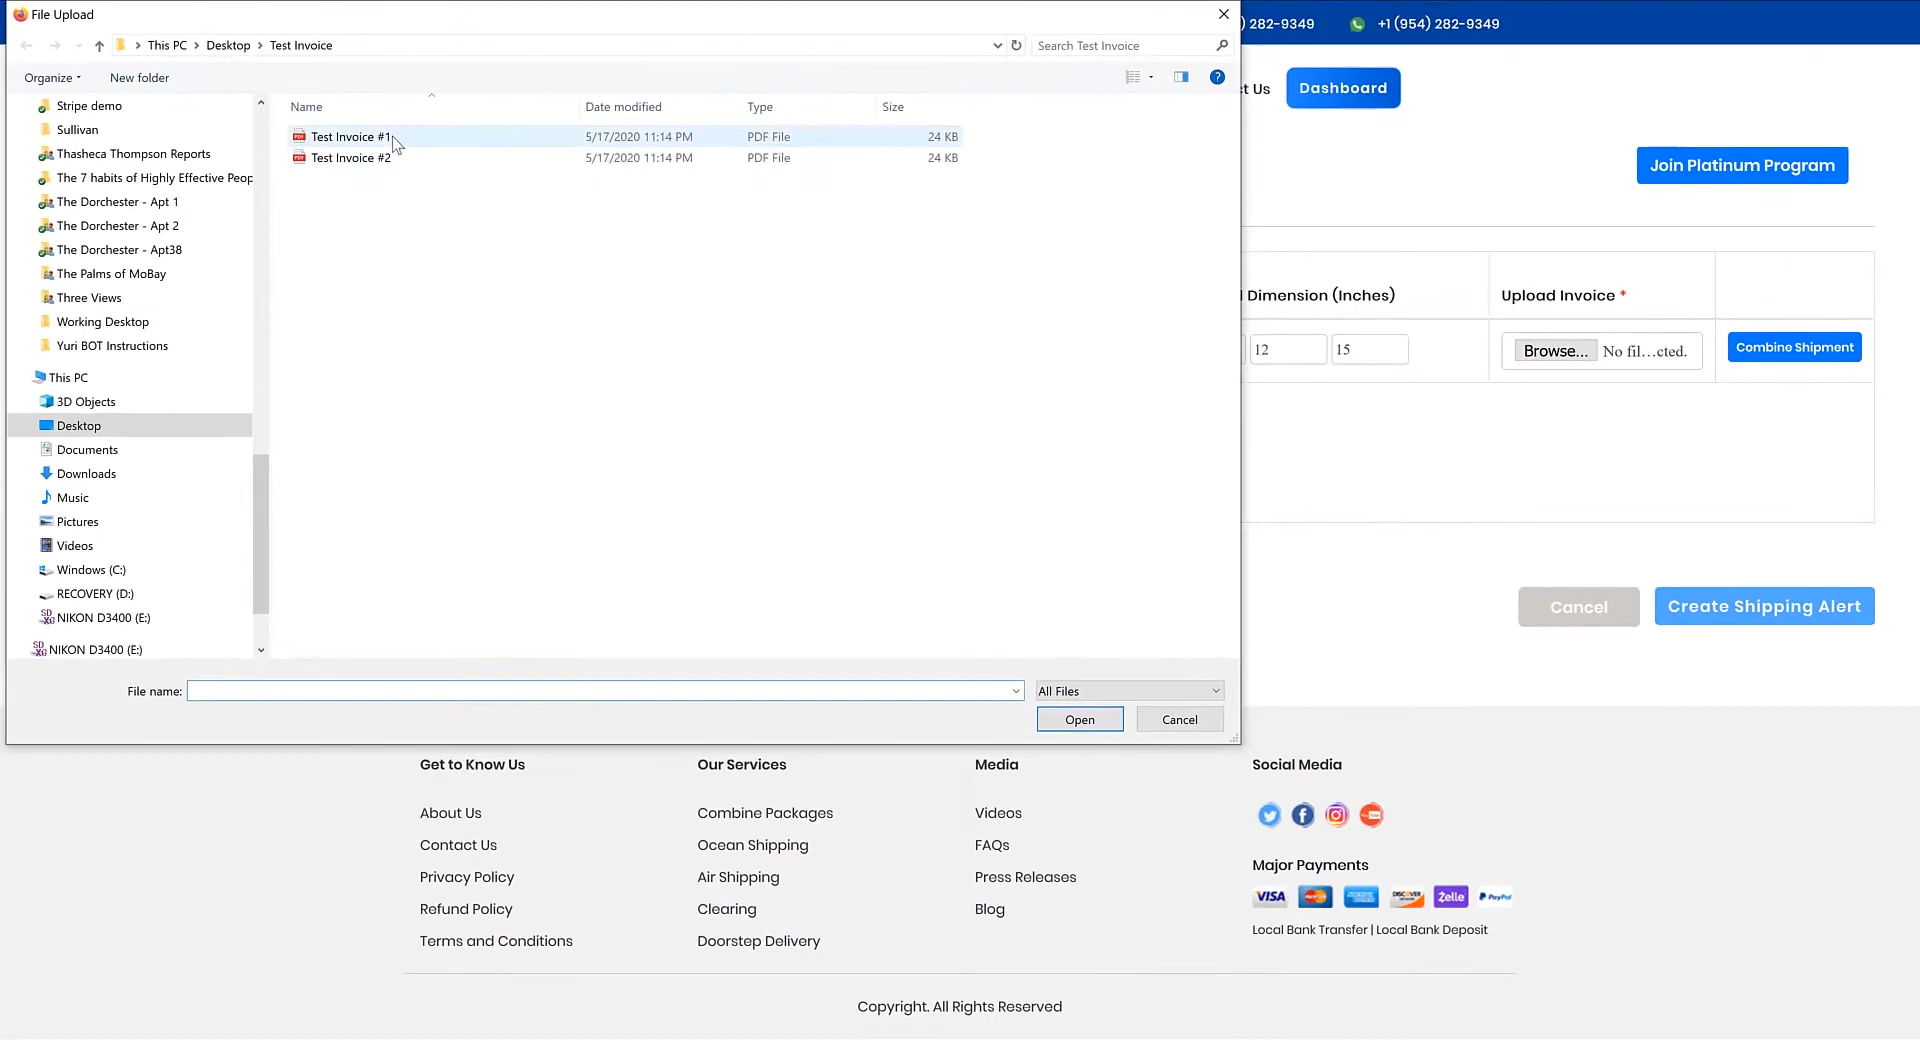 File Upload
) 282-9349
+1 (954) 282-9349
This PC > Desktop > Test Invoice
Search Test Invoice
Organize
New folder
?
ct Us
Dashboard
Join Platinum Program
Stripe demo
Sullivan
Thasheca Thompson Reports
The 7 habits of Highly Effective Peop
The Dorchester - Apt 1
The Dorchester - Apt 2
The Dorchester - Apt38
The Palms of MoBay
Three Views
Working Desktop
Yuri BOT Instructions
This PC
3D Objects
Desktop
Documents
Downloads
Music
Pictures
Videos
Windows (C:)
RECOVERY (D:)
NIKON D3400 (E:)
NIKON D3400 (E:)
Name Date modified Type Size
Test Invoice #1 5/17/2020 11:14 PM PDF File 24 KB
Test Invoice #2 5/17/2020 11:14 PM PDF File 24 KB
Dimension (Inches) Upload Invoice *
12 15 Browse... No fil...cted. Combine Shipment
Cancel Create Shipping Alert
File name:
All Files
Open Cancel
Get to Know Us
About Us
Contact Us
Privacy Policy
Refund Policy
Terms and Conditions
Our Services
Combine Packages
Ocean Shipping
Air Shipping
Clearing
Doorstep Delivery
Media
Videos
FAQs
Press Releases
Blog
Social Media
Major Payments
VISA DISCOVER Zelle PayPal
Local Bank Transfer | Local Bank Deposit
Copyright. All Rights Reserved